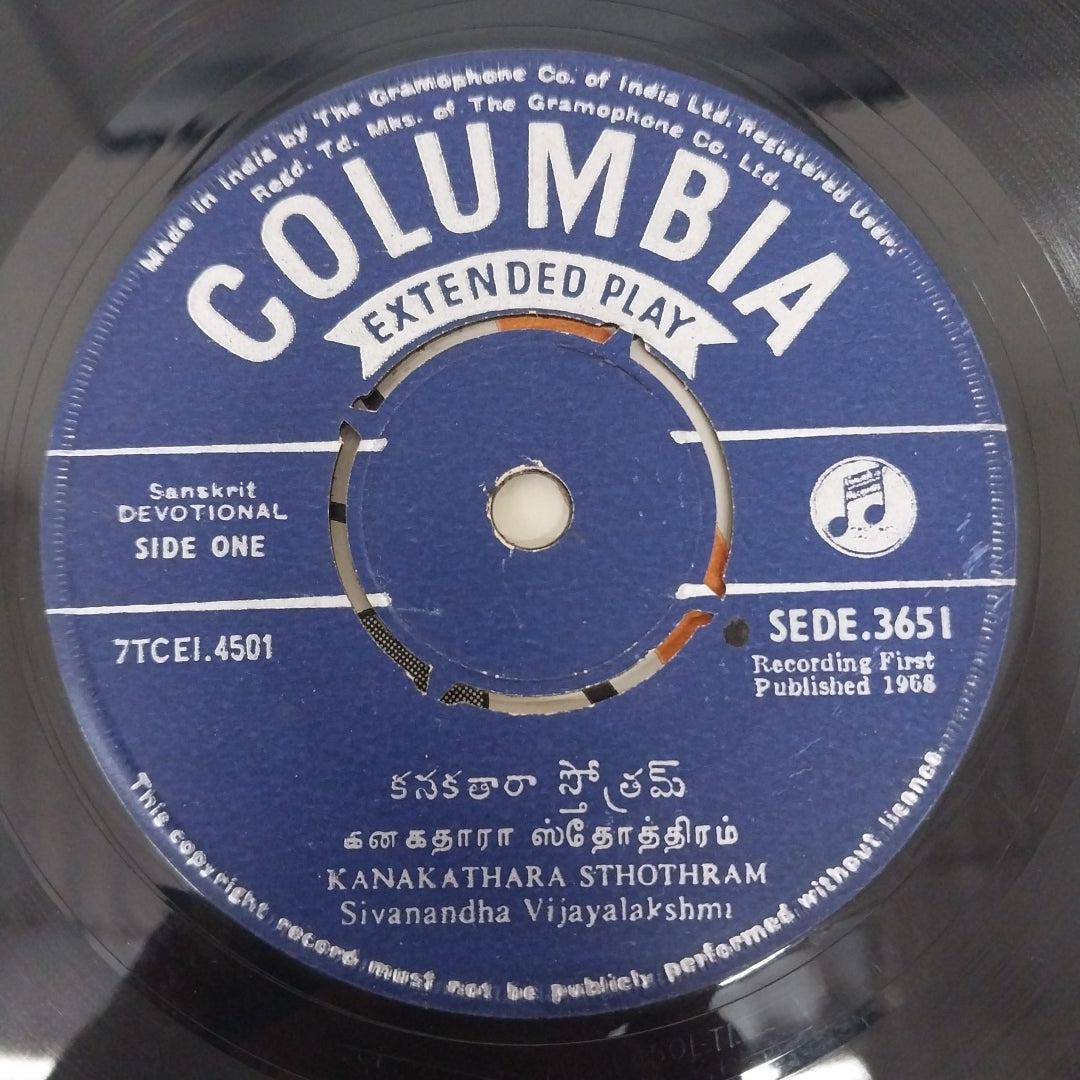 Made in India by The Gramophone Co. of India Ltd. Registered User.
Regd. Td. Mks. of The Gramophone Co. Ltd.
COLUMBIA
EXTENDED PLAY
Sanskrit
DEVOTIONAL
SIDE ONE
7TCEI.4501
SEDE.3651
Recording First
Published 1968
కనకతారా స్తోత్రమ్
கனகதாரா ஸ்தோத்திரம்
KANAKATHARA STHOTHRAM
Sivanandha Vijayalakshmi
This copyright record must not be publicly performed without licence.